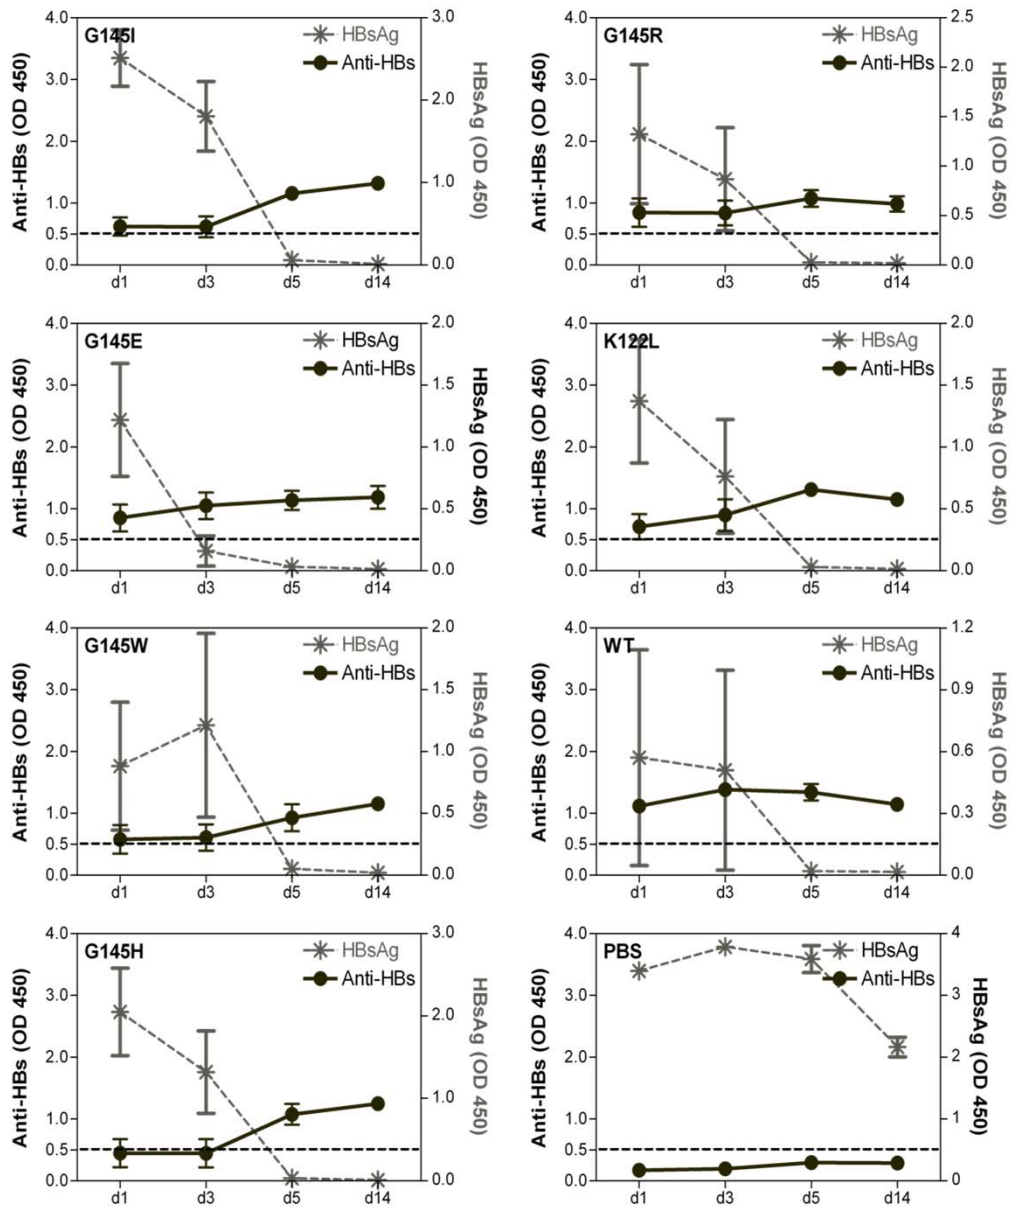 G145I
HBsAg
Anti-HBs
Anti-HBs (OD 450)
HBsAg (OD 450)
4.0
3.0
2.0
1.0
0.5
0.0
3.0
2.0
1.0
0.0
d1 d3 d5 d14
G145R
HBsAg
Anti-HBs
Anti-HBs (OD 450)
HBsAg (OD 450)
4.0
3.0
2.0
1.0
0.5
0.0
2.5
2.0
1.5
1.0
0.5
0.0
d1 d3 d5 d14
G145E
HBsAg
Anti-HBs
Anti-HBs (OD 450)
HBsAg (OD 450)
4.0
3.0
2.0
1.0
0.5
0.0
2.0
1.5
1.0
0.5
0.0
d1 d3 d5 d14
K122L
HBsAg
Anti-HBs
Anti-HBs (OD 450)
HBsAg (OD 450)
4.0
3.0
2.0
1.0
0.5
0.0
2.0
1.5
1.0
0.5
0.0
d1 d3 d5 d14
G145W
HBsAg
Anti-HBs
Anti-HBs (OD 450)
HBsAg (OD 450)
4.0
3.0
2.0
1.0
0.5
0.0
2.0
1.5
1.0
0.5
0.0
d1 d3 d5 d14
WT
HBsAg
Anti-HBs
Anti-HBs (OD 450)
HBsAg (OD 450)
4.0
3.0
2.0
1.0
0.5
0.0
1.2
0.9
0.6
0.3
0.0
d1 d3 d5 d14
G145H
HBsAg
Anti-HBs
Anti-HBs (OD 450)
HBsAg (OD 450)
4.0
3.0
2.0
1.0
0.5
0.0
3.0
2.0
1.0
0.0
d1 d3 d5 d14
PBS
HBsAg
Anti-HBs
Anti-HBs (OD 450)
HBsAg (OD 450)
4.0
3.0
2.0
1.0
0.5
0.0
4
3
2
1
0
d1 d3 d5 d14